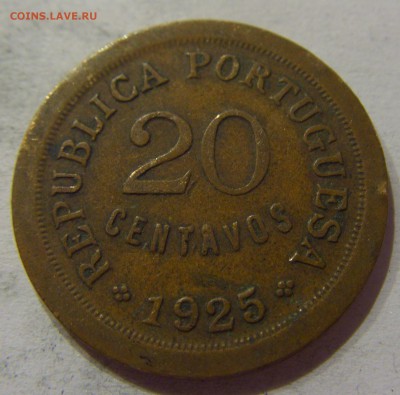 COINS.LAVE.RU
REPUBLICA PORTUGUESA
20
CENTAVOS
1925